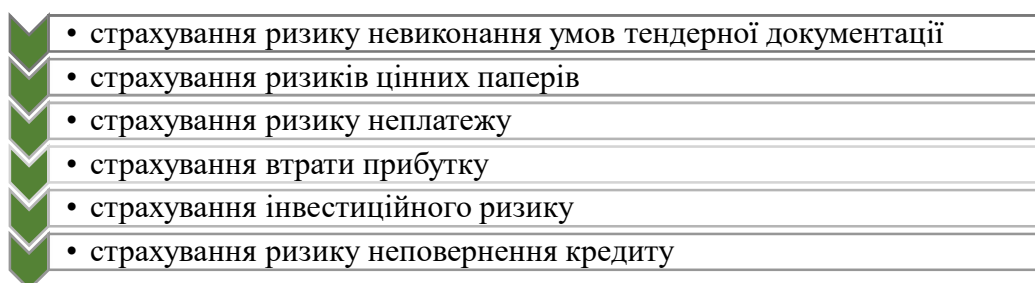 • страхування ризику невиконання умов тендерної документації
• страхування ризиків цінних паперів
• страхування ризику неплатежу
• страхування втрати прибутку
• страхування інвестиційного ризику
• страхування ризику неповернення кредиту